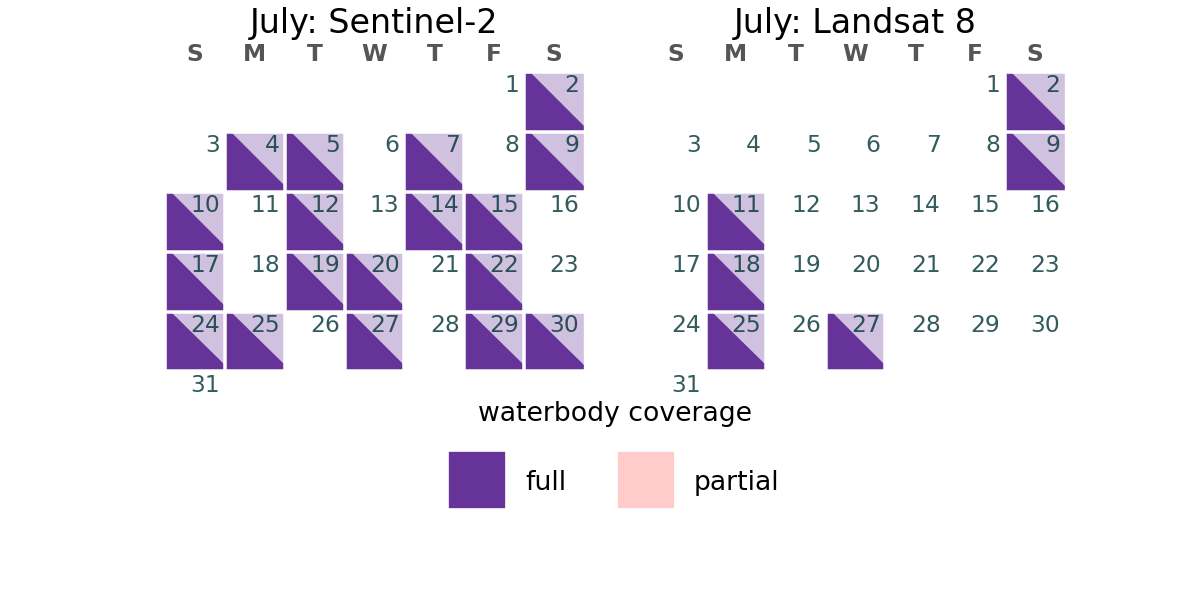 July: Sentinel-2
S M T W T F S
1 2
3 4 5 6 7 8 9
10 11 12 13 14 15 16
17 18 19 20 21 22 23
24 25 26 27 28 29 30
31
July: Landsat 8
S M T W T F S
1 2
3 4 5 6 7 8 9
10 11 12 13 14 15 16
17 18 19 20 21 22 23
24 25 26 27 28 29 30
31
waterbody coverage
full partial